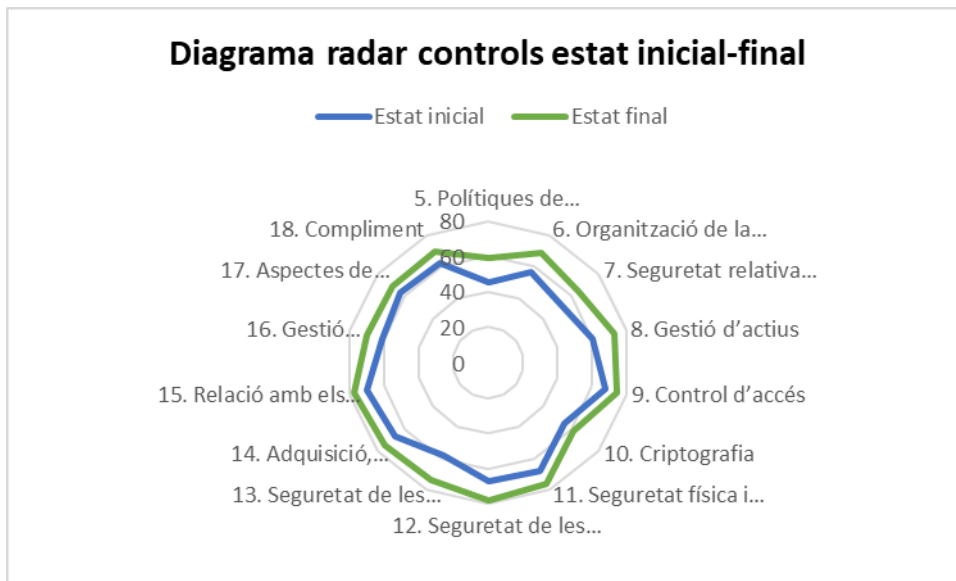 Diagrama radar controls estat inicial-final
Estat inicial
Estat final
5. Polítiques de...
6. Organització de la...
7. Seguretat relativa...
8. Gestió d’actius
9. Control d’accés
10. Criptografia
11. Seguretat física i...
12. Seguretat de les...
13. Seguretat de les...
14. Adquisició,...
15. Relació amb els...
16. Gestió...
17. Aspectes de...
18. Compliment
80
60
40
20
0